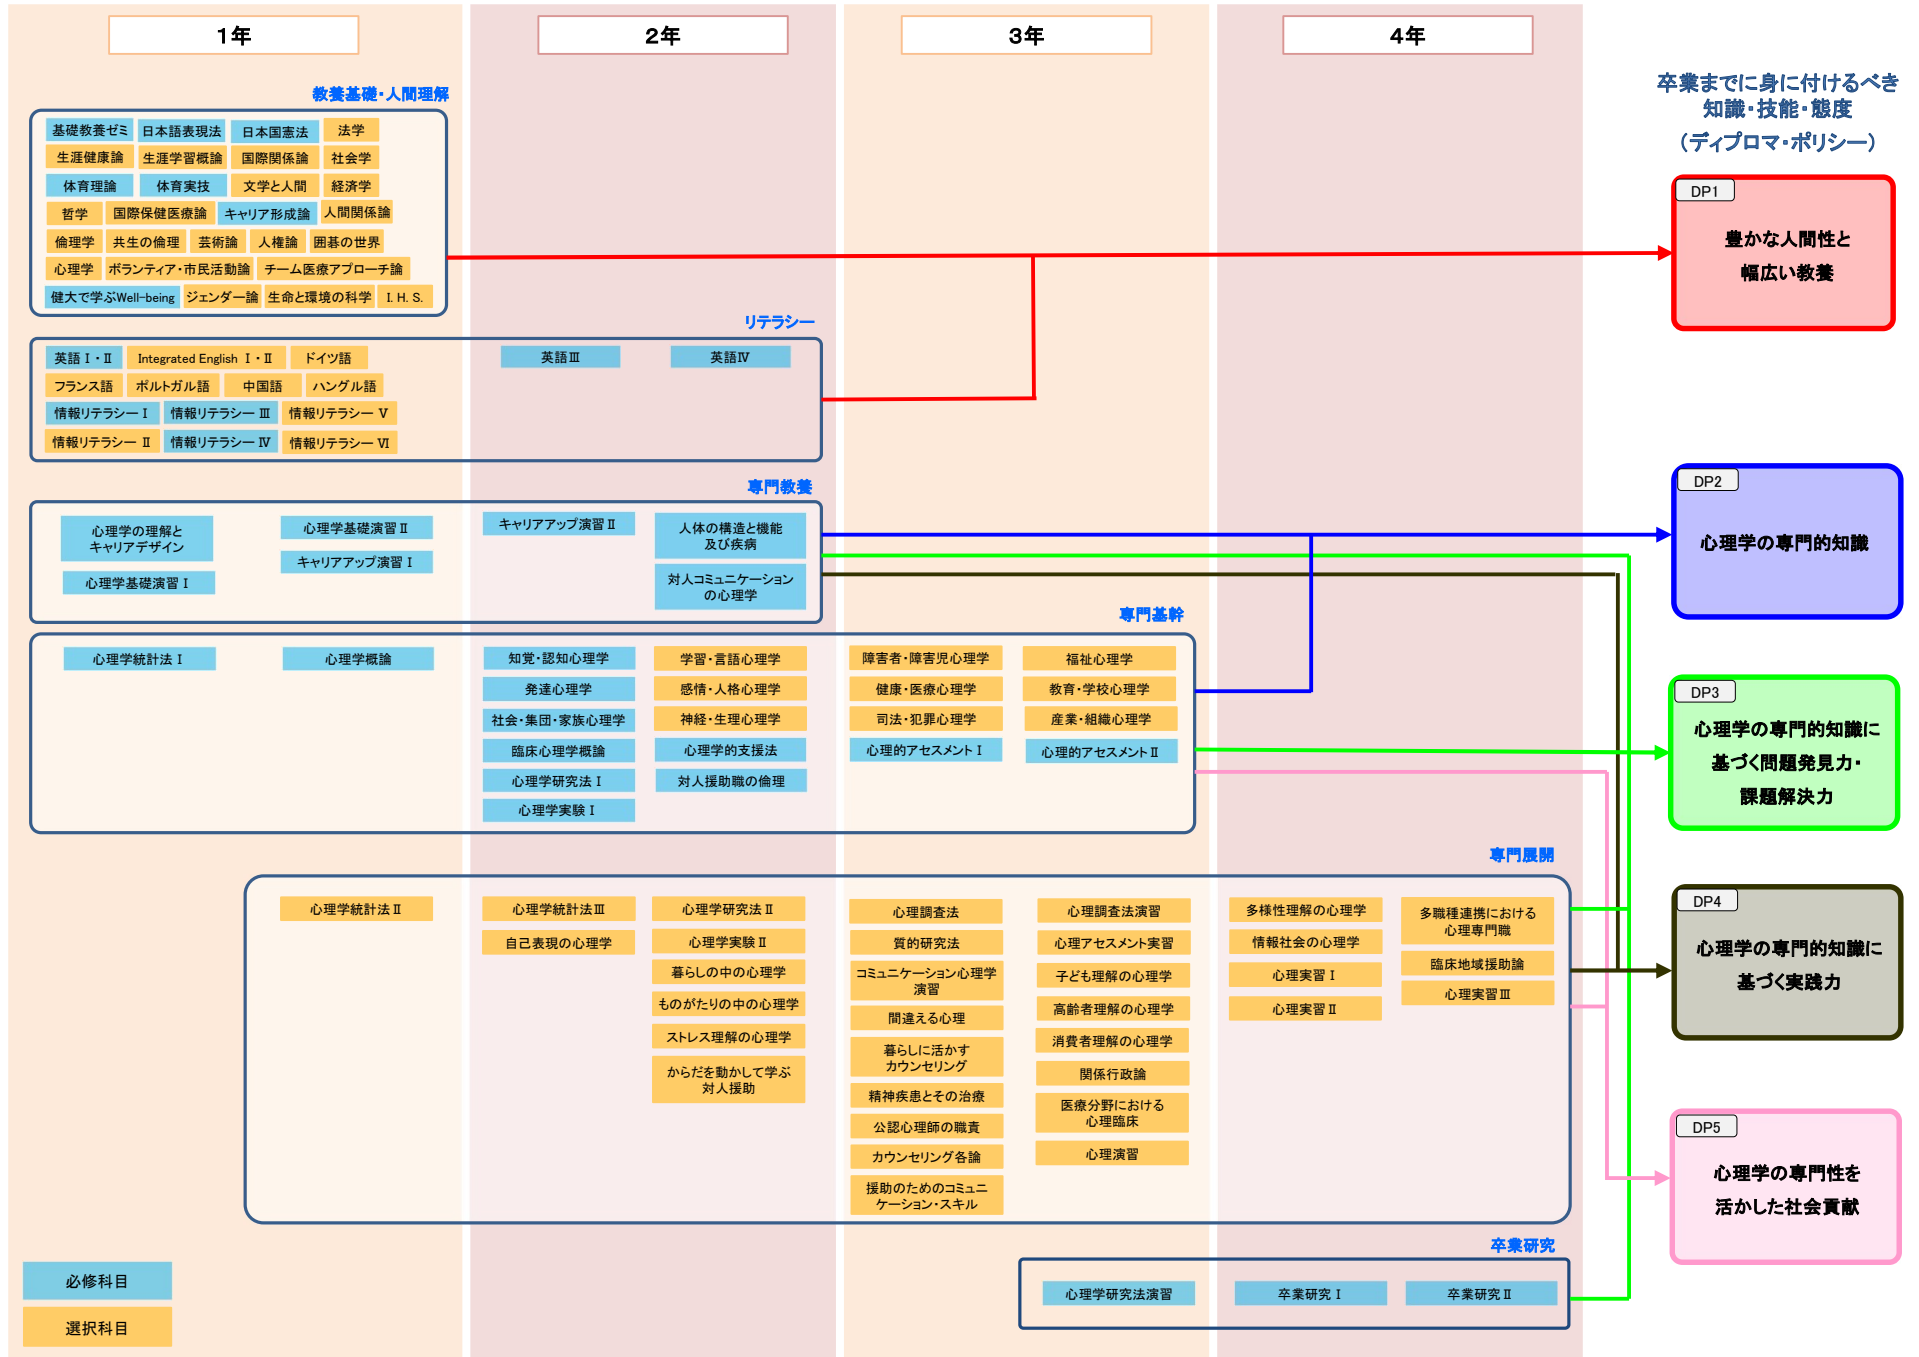 1年
2年
3年
4年
卒業までに身に付けるべき
知識・技能・態度
（ディプロマ・ポリシー）
教養基礎・人間理解
基礎教養ゼミ 日本語表現法 日本国憲法 法学
生涯健康論 生涯学習概論 国際関係論 社会学
体育理論 体育実技 文学と人間 経済学
哲学 国際保健医療論 キャリア形成論 人間関係論
倫理学 共生の倫理 芸術論 人権論 囲碁の世界
心理学 ボランティア・市民活動論 チーム医療アプローチ論
健大で学ぶWell-being ジェンダー論 生命と環境の科学 I. H. S.
リテラシー
英語Ⅰ・Ⅱ Integrated English Ⅰ・Ⅱ ドイツ語
フランス語 ポルトガル語 中国語 ハングル語
情報リテラシーⅠ 情報リテラシー Ⅲ 情報リテラシー Ⅴ
情報リテラシー Ⅱ 情報リテラシー Ⅳ 情報リテラシー Ⅵ
英語Ⅲ
英語Ⅳ
専門教養
心理学の理解と
キャリアデザイン
心理学基礎演習Ⅰ
心理学基礎演習Ⅱ
キャリアアップ演習Ⅰ
キャリアアップ演習Ⅱ
人体の構造と機能
及び疾病
対人コミュニケーション
の心理学
専門基幹
心理学統計法Ⅰ
心理学概論
知覚・認知心理学
発達心理学
社会・集団・家族心理学
臨床心理学概論
心理学研究法Ⅰ
心理学実験Ⅰ
学習・言語心理学
感情・人格心理学
神経・生理心理学
心理学的支援法
対人援助職の倫理
障害者・障害児心理学
健康・医療心理学
司法・犯罪心理学
心理的アセスメントⅠ
福祉心理学
教育・学校心理学
産業・組織心理学
心理的アセスメントⅡ
専門展開
心理学統計法Ⅱ
心理学統計法Ⅲ
自己表現の心理学
心理学研究法Ⅱ
心理学実験Ⅱ
暮らしの中の心理学
ものがたりの中の心理学
ストレス理解の心理学
からだを動かして学ぶ
対人援助
心理調査法
質的研究法
コミュニケーション心理学
演習
間違える心理
暮らしに活かす
カウンセリング
精神疾患とその治療
公認心理師の職責
カウンセリング各論
援助のためのコミュニ
ケーション・スキル
心理調査法演習
心理アセスメント実習
子ども理解の心理学
高齢者理解の心理学
消費者理解の心理学
関係行政論
医療分野における
心理臨床
心理演習
多様性理解の心理学
情報社会の心理学
心理実習Ⅰ
心理実習Ⅱ
多職種連携における
心理専門職
臨床地域援助論
心理実習Ⅲ
卒業研究
心理学研究法演習
卒業研究Ⅰ
卒業研究Ⅱ
必修科目
選択科目
DP1
豊かな人間性と
幅広い教養
DP2
心理学の専門的知識
DP3
心理学の専門的知識に
基づく問題発見力・
課題解決力
DP4
心理学の専門的知識に
基づく実践力
DP5
心理学の専門性を
活かした社会貢献